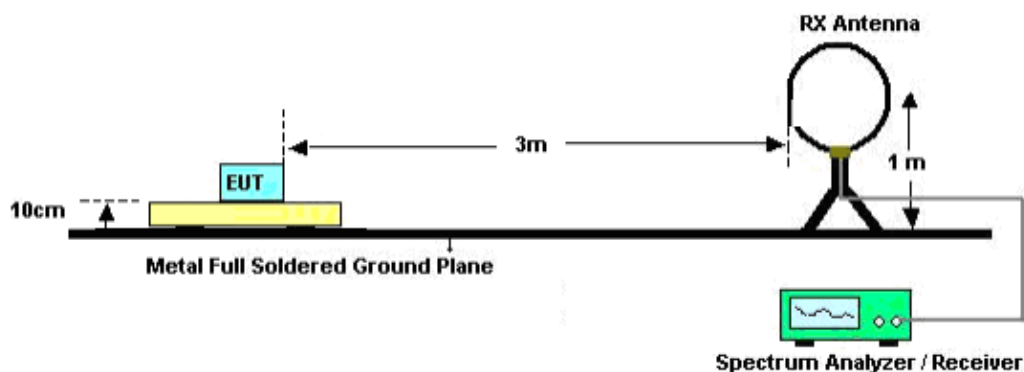 RX Antenna
3m
1 m
EUT
10cm
Metal Full Soldered Ground Plane
Spectrum Analyzer / Receiver